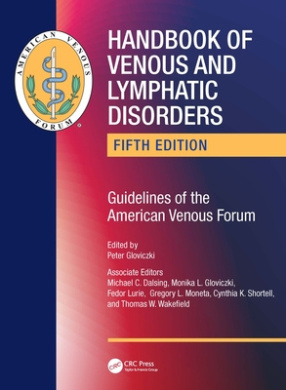 AMERICAN VENOUS
FORUM
HANDBOOK OF
VENOUS AND
LYMPHATIC
DISORDERS
FIFTH EDITION
Guidelines of the
American Venous Forum
Edited by
Peter Gloviczki
Associate Editors
Michael C. Dalsing, Monika L. Gloviczki,
Fedor Lurie, Gregory L. Moneta, Cynthia K. Shortell,
and Thomas W. Wakefield
CRC Press
Taylor & Francis Group